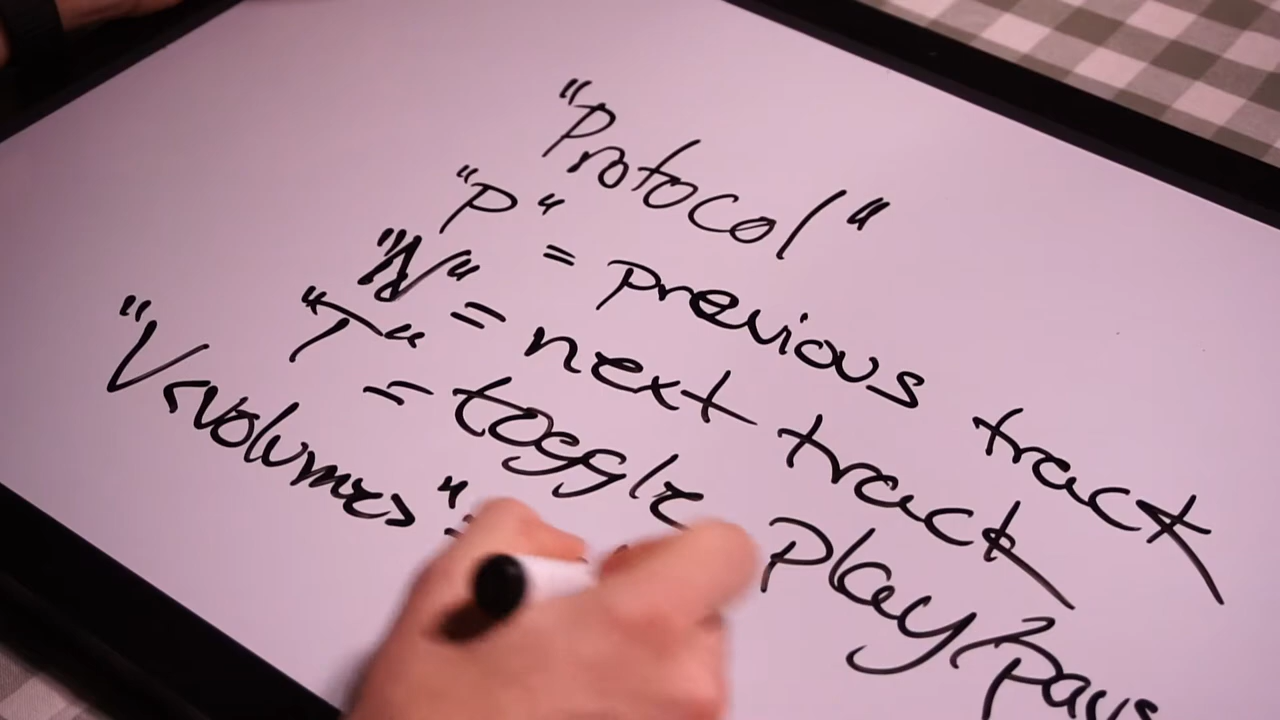 "Protocol"
"P" = previous track
"N" = next track
"T" = toggle play/paus
"V<volume>" =